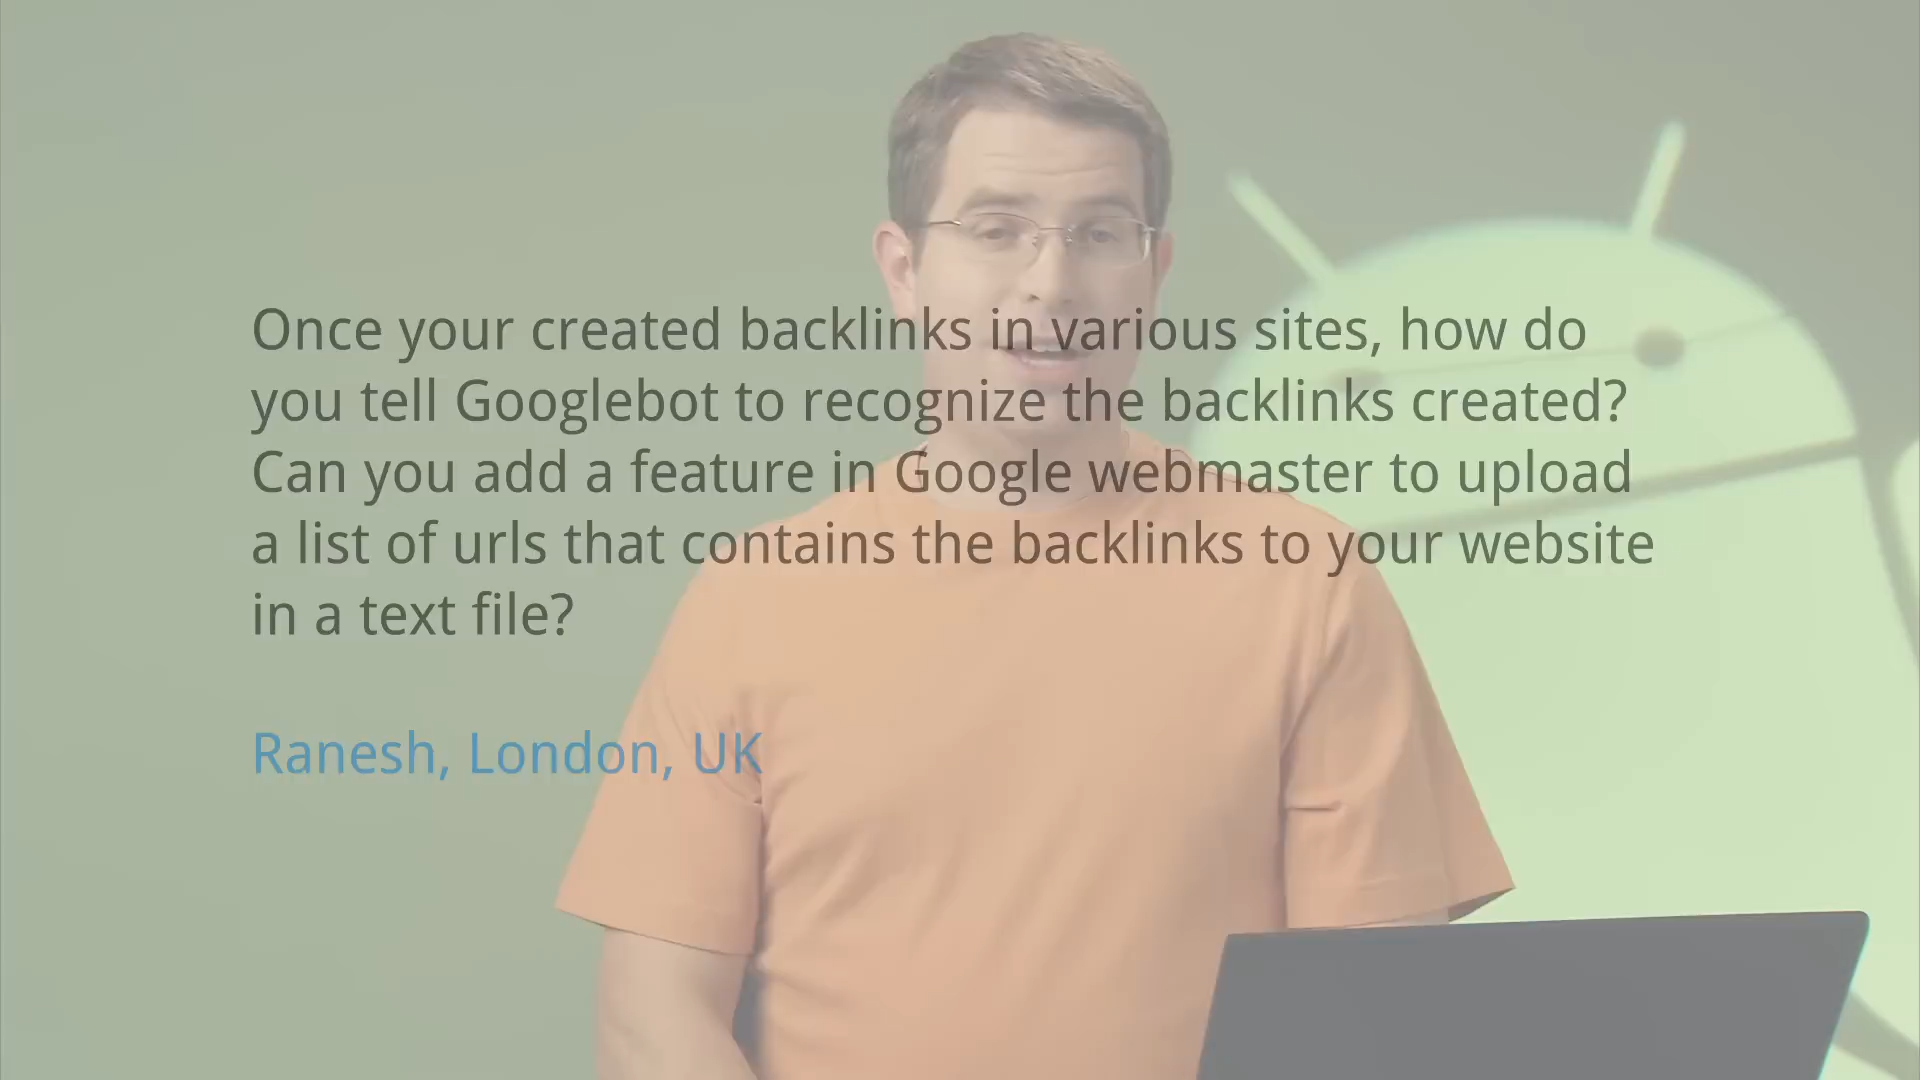 Once your created backlinks in various sites, how do
you tell Googlebot to recognize the backlinks created?
Can you add a feature in Google webmaster to upload
a list of urls that contains the backlinks to your website
in a text file?
Ranesh, London, UK